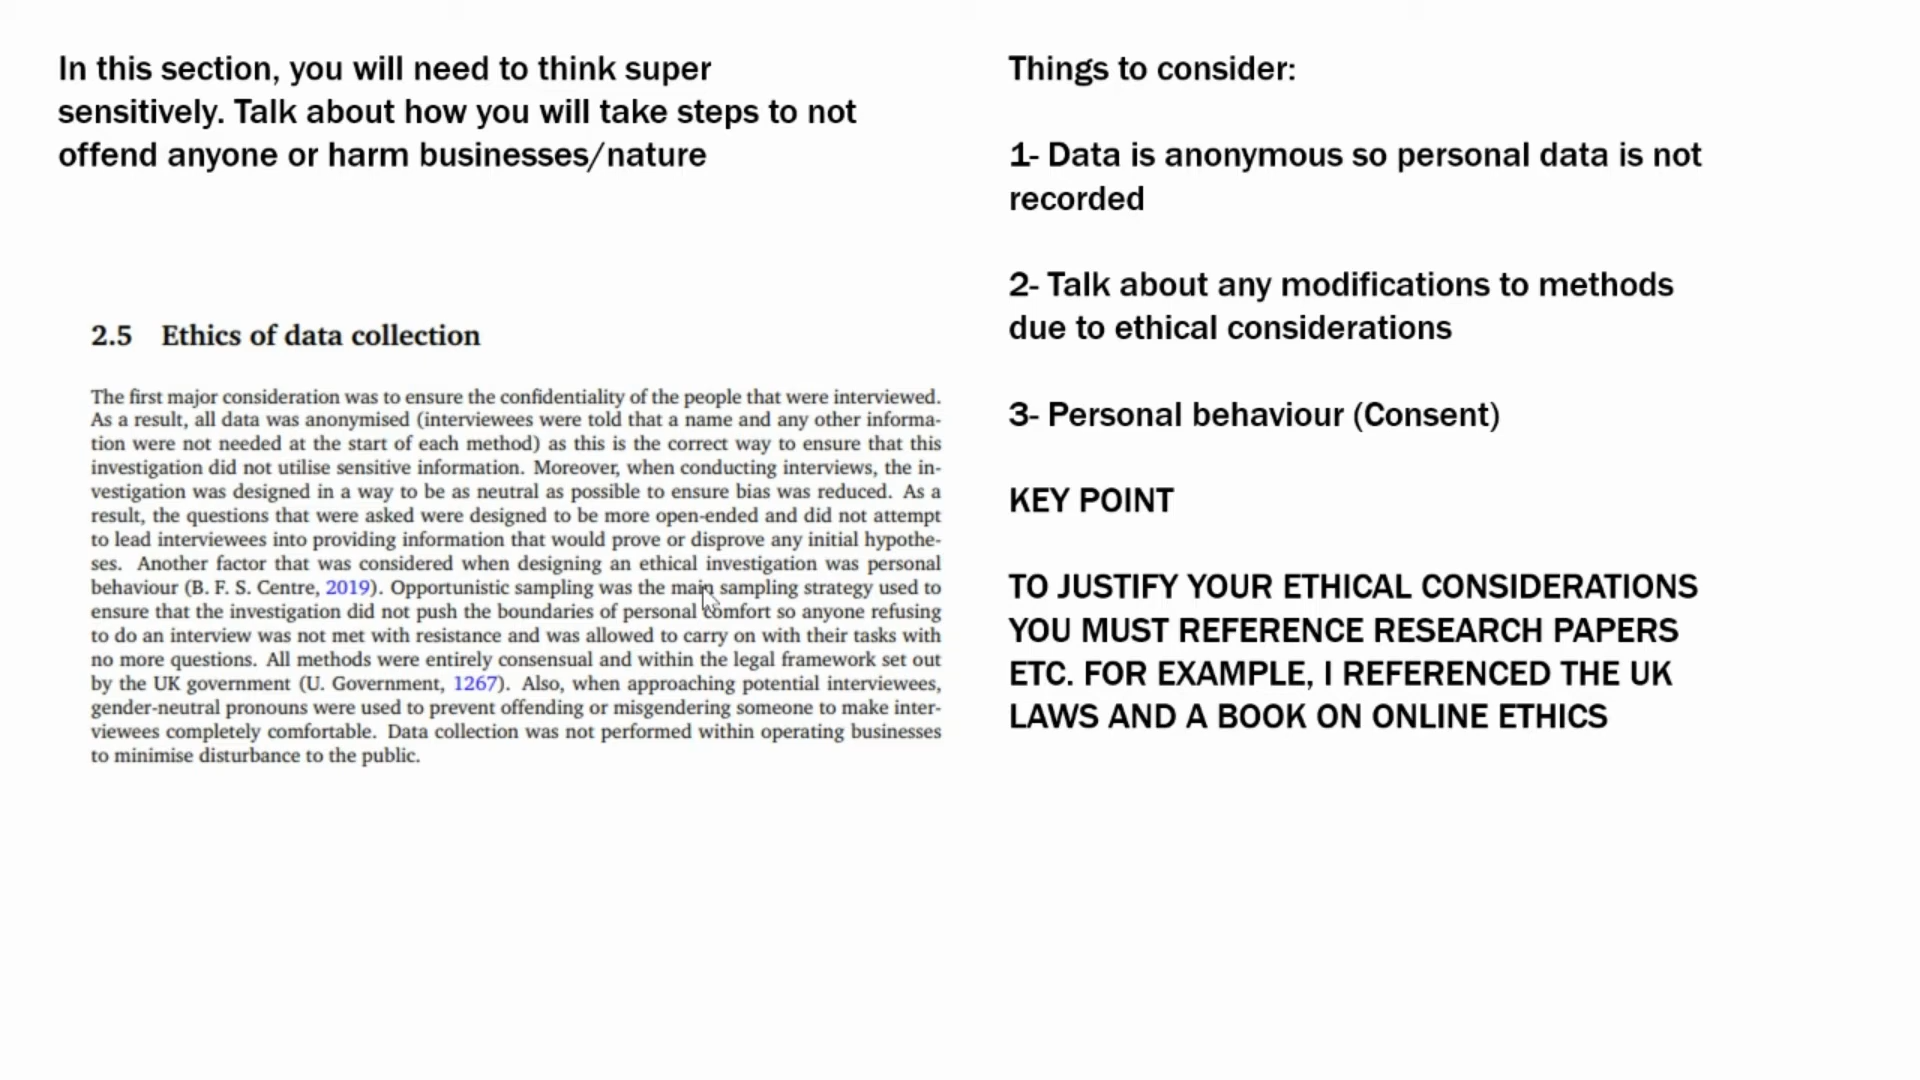 In this section, you will need to think super
sensitively. Talk about how you will take steps to not
offend anyone or harm businesses/nature
2.5 Ethics of data collection
The first major consideration was to ensure the confidentiality of the people that were interviewed.
As a result, all data was anonymised (interviewees were told that a name and any other informa-
tion were not needed at the start of each method) as this is the correct way to ensure that this
investigation did not utilise sensitive information. Moreover, when conducting interviews, the in-
vestigation was designed in a way to be as neutral as possible to ensure bias was reduced. As a
result, the questions that were asked were designed to be more open-ended and did not attempt
to lead interviewees into providing information that would prove or disprove any initial hypothe-
ses. Another factor that was considered when designing an ethical investigation was personal
behaviour (B. F. S. Centre, 2019). Opportunistic sampling was the main sampling strategy used to
ensure that the investigation did not push the boundaries of personal comfort so anyone refusing
to do an interview was not met with resistance and was allowed to carry on with their tasks with
no more questions. All methods were entirely consensual and within the legal framework set out
by the UK government (U. Government, 1267). Also, when approaching potential interviewees,
gender-neutral pronouns were used to prevent offending or misgendering someone to make inter-
viewees completely comfortable. Data collection was not performed within operating businesses
to minimise disturbance to the public.
Things to consider:
1- Data is anonymous so personal data is not
recorded
2- Talk about any modifications to methods
due to ethical considerations
3- Personal behaviour (Consent)
KEY POINT
TO JUSTIFY YOUR ETHICAL CONSIDERATIONS
YOU MUST REFERENCE RESEARCH PAPERS
ETC. FOR EXAMPLE, I REFERENCED THE UK
LAWS AND A BOOK ON ONLINE ETHICS